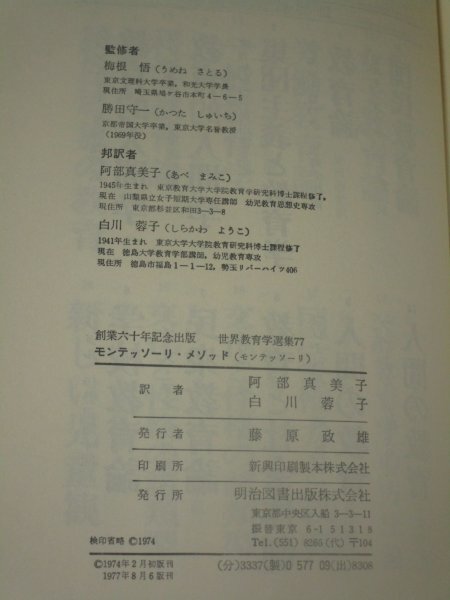 監修者
梅根 悟（うめね さとる）
東京文理科大学卒業，和光大学学長
現住所 埼玉県鳩ケ谷市本町4—6—5
勝田守一（かつた しゅいち）
京都帝国大学卒業，東京大学名誉教授
（1969年歿）
邦訳者
阿部真美子（あべ まみこ）
1945年生まれ 東京教育大学大学院教育学研究科博士課程修了，
現在 山梨県立女子短期大学専任講師 幼児教育思想史専攻
現住所 東京都杉並区和田3—3—8
白川 蓉子（しらかわ ようこ）
1941年生まれ 東京大学大学院教育研究科博士課程修了
現在 徳島大学教育学部講師，幼児教育専攻
現住所 徳島市福島1—1—12，勢玉リバーハイツ406
創業六十年記念出版 世界教育学選集77
モンテッソーリ・メソッド（モンテッソーリ）
訳者 阿部真美子
白川蓉子
発行者 藤原政雄
印刷所 新興印刷製本株式会社
発行所 明治図書出版株式会社
東京都中央区入船 3—3—11
振替東京 6—151318
検印省略 ©1974 Tel.(551) 8265(代) 〒104
©1974年2月初版刊
1977年8月6版刊 (分)3337(製)0 577 09(出)8308